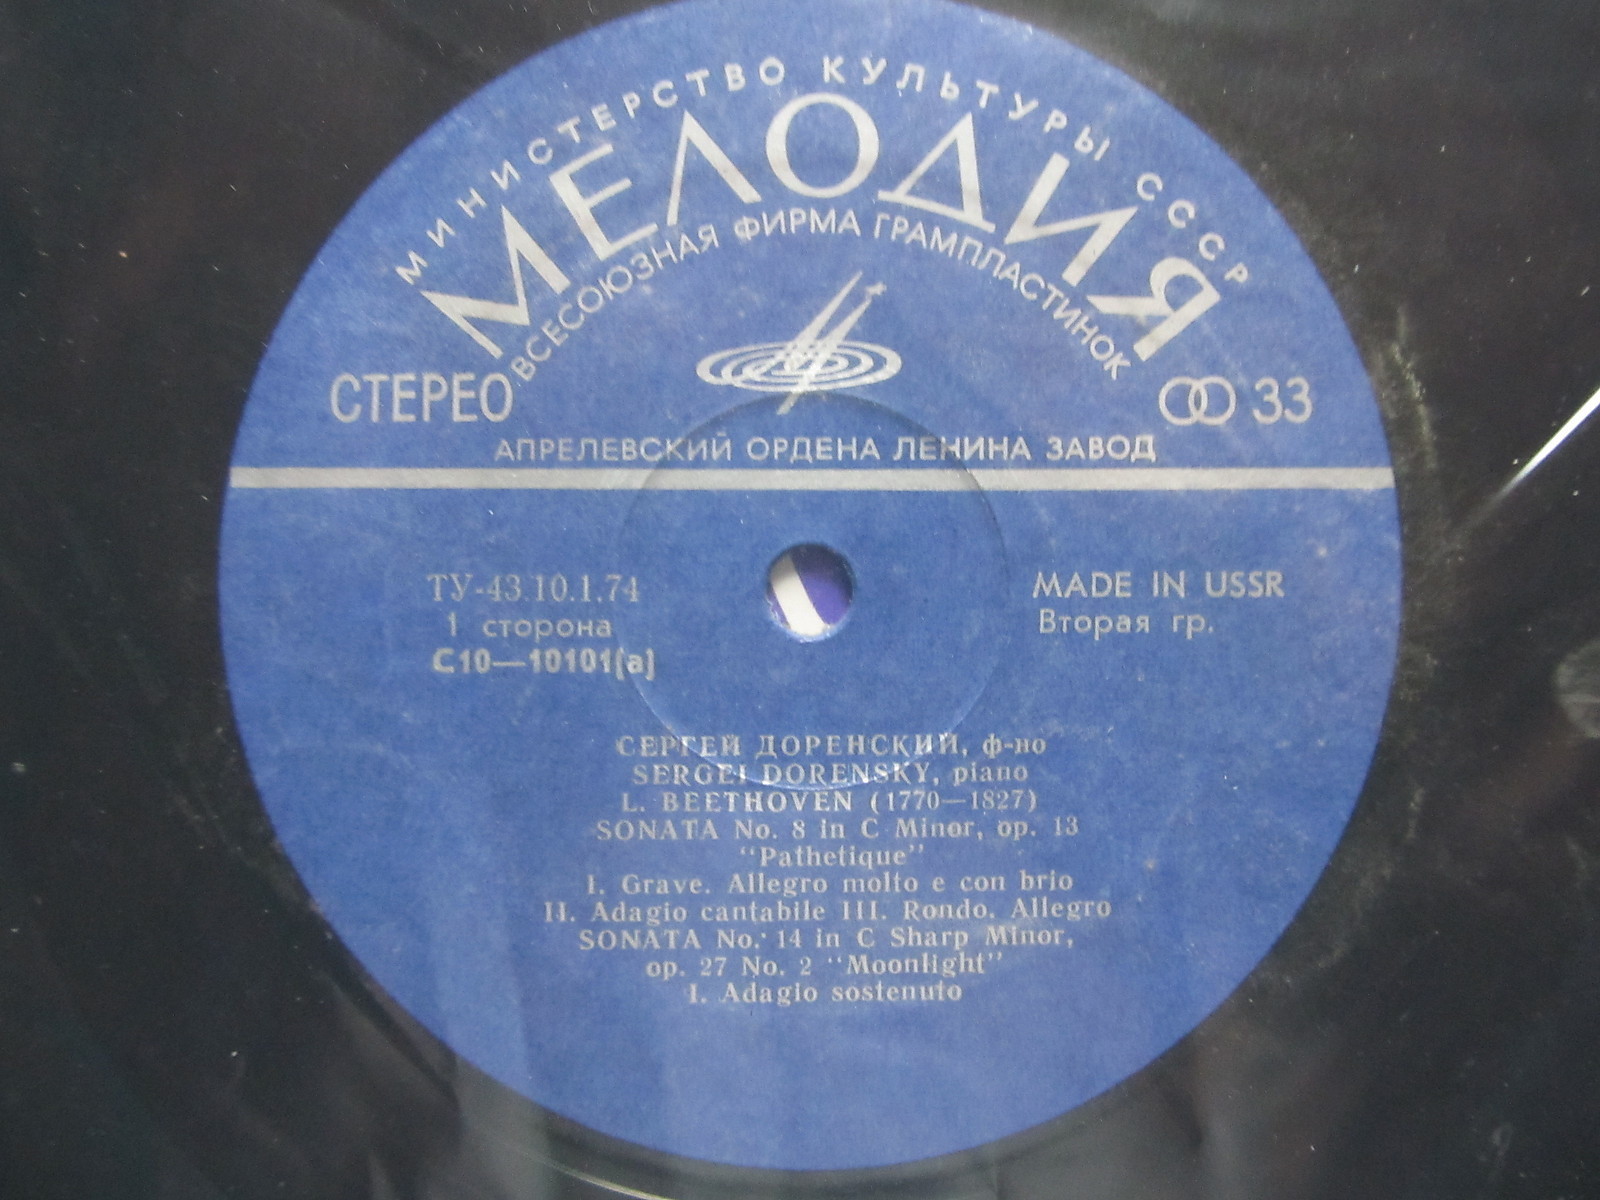 МИНИСТЕРСТВО КУЛЬТУРЫ СССР
МЕЛОДИЯ
ВСЕСОЮЗНАЯ ФИРМА ГРАМПЛАСТИНОК
СТЕРЕО
33
АПРЕЛЕВСКИЙ ОРДЕНА ЛЕНИНА ЗАВОД
ТУ-43.10.1.74
1 сторона
С10—10101(а)
MADE IN USSR
Вторая гр.
СЕРГЕЙ ДОРЕНСКИЙ, ф-но
SERGEI DORENSKY, piano
L. BEETHOVEN (1770—1827)
SONATA No. 8 in C Minor, op. 13
"Pathetique"
I. Grave. Allegro molto e con brio
II. Adagio cantabile III. Rondo. Allegro
SONATA No. 14 in C Sharp Minor,
op. 27 No. 2 "Moonlight"
I. Adagio sostenuto